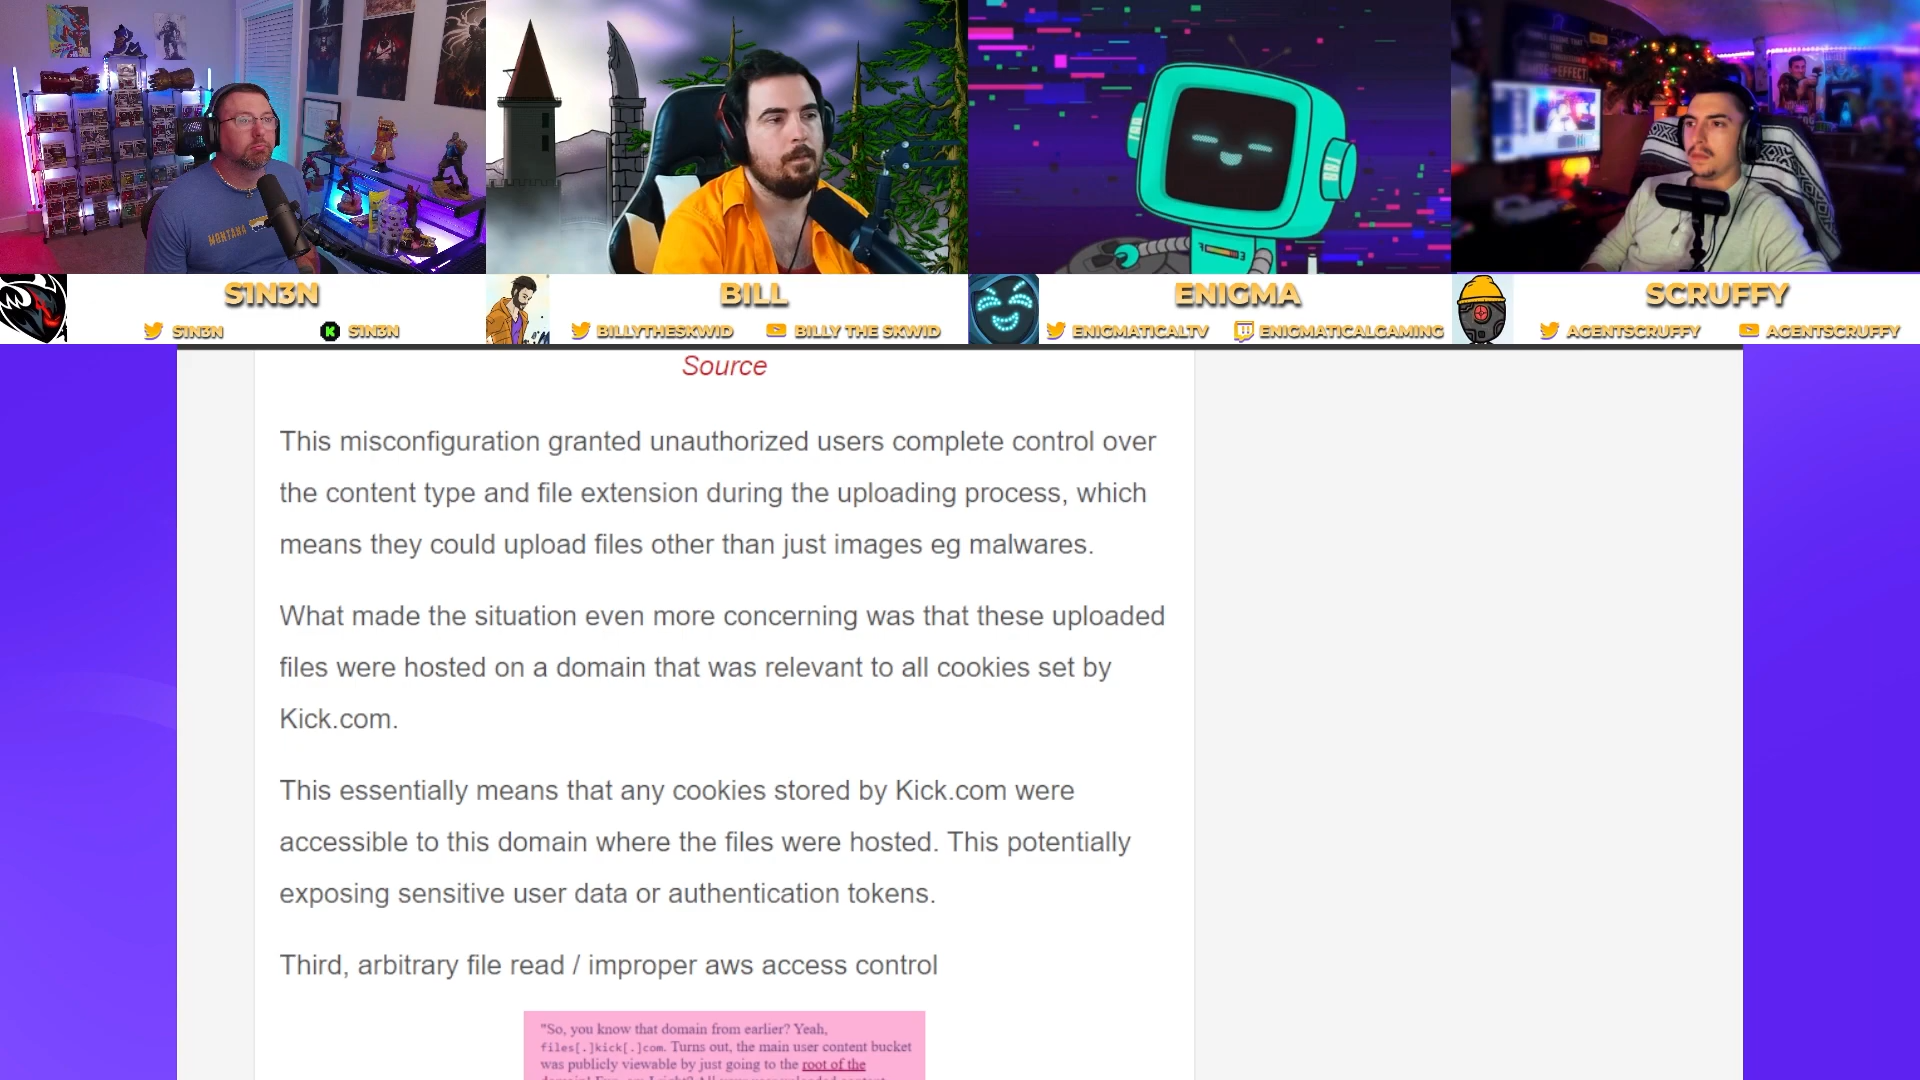 MONTANA
S1N3N
S1N3N
S1N3N
BILL
BILLYTHESKWID
BILLY THE SKWID
ENIGMA
ENIGMATICALTV
ENIGMATICALGAMING
SCRUFFY
AGENTSCRUFFY
AGENTSCRUFFY
Source
This misconfiguration granted unauthorized users complete control over
the content type and file extension during the uploading process, which
means they could upload files other than just images eg malwares.
What made the situation even more concerning was that these uploaded
files were hosted on a domain that was relevant to all cookies set by
Kick.com.
This essentially means that any cookies stored by Kick.com were
accessible to this domain where the files were hosted. This potentially
exposing sensitive user data or authentication tokens.
Third, arbitrary file read / improper aws access control
"So, you know that domain from earlier? Yeah,
files[.]kick[.]com. Turns out, the main user content bucket
was publicly viewable by just going to the root of the